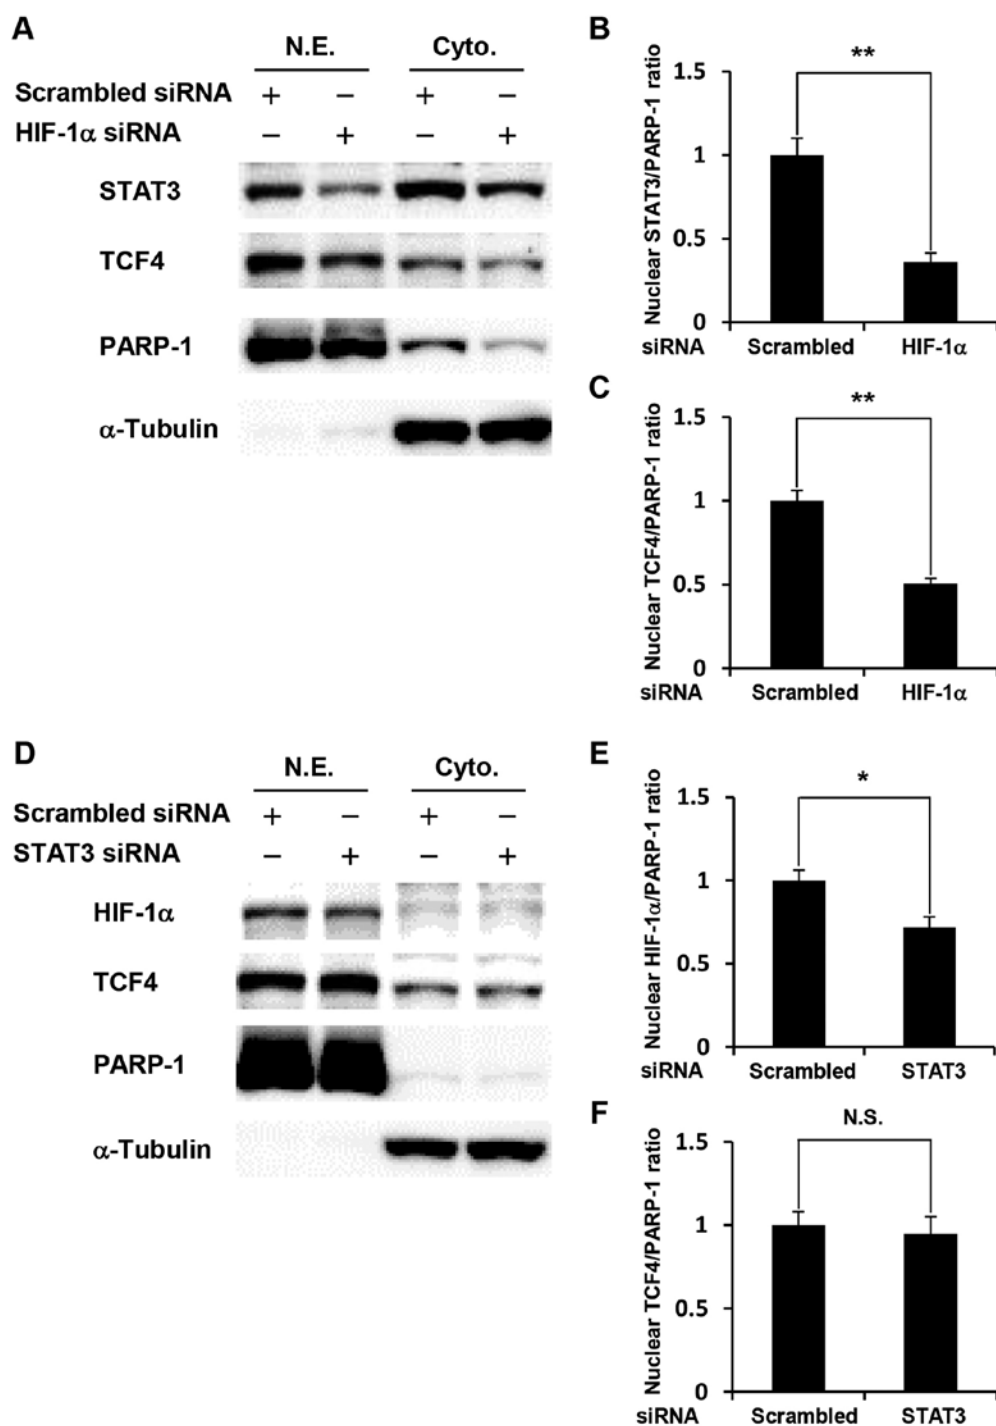 A
N.E. Cyto.
Scrambled siRNA + − + −
HIF-1α siRNA − + − +
STAT3
TCF4
PARP-1
α-Tubulin
B
**
Nuclear STAT3/PARP-1 ratio
1.5
1
0.5
0
siRNA Scrambled HIF-1α
C
**
Nuclear TCF4/PARP-1 ratio
1.5
1
0.5
0
siRNA Scrambled HIF-1α
D
N.E. Cyto.
Scrambled siRNA + − + −
STAT3 siRNA − + − +
HIF-1α
TCF4
PARP-1
α-Tubulin
E
*
Nuclear HIF-1α/PARP-1 ratio
1.5
1
0.5
0
siRNA Scrambled STAT3
F
N.S.
Nuclear TCF4/PARP-1 ratio
1.5
1
0.5
0
siRNA Scrambled STAT3